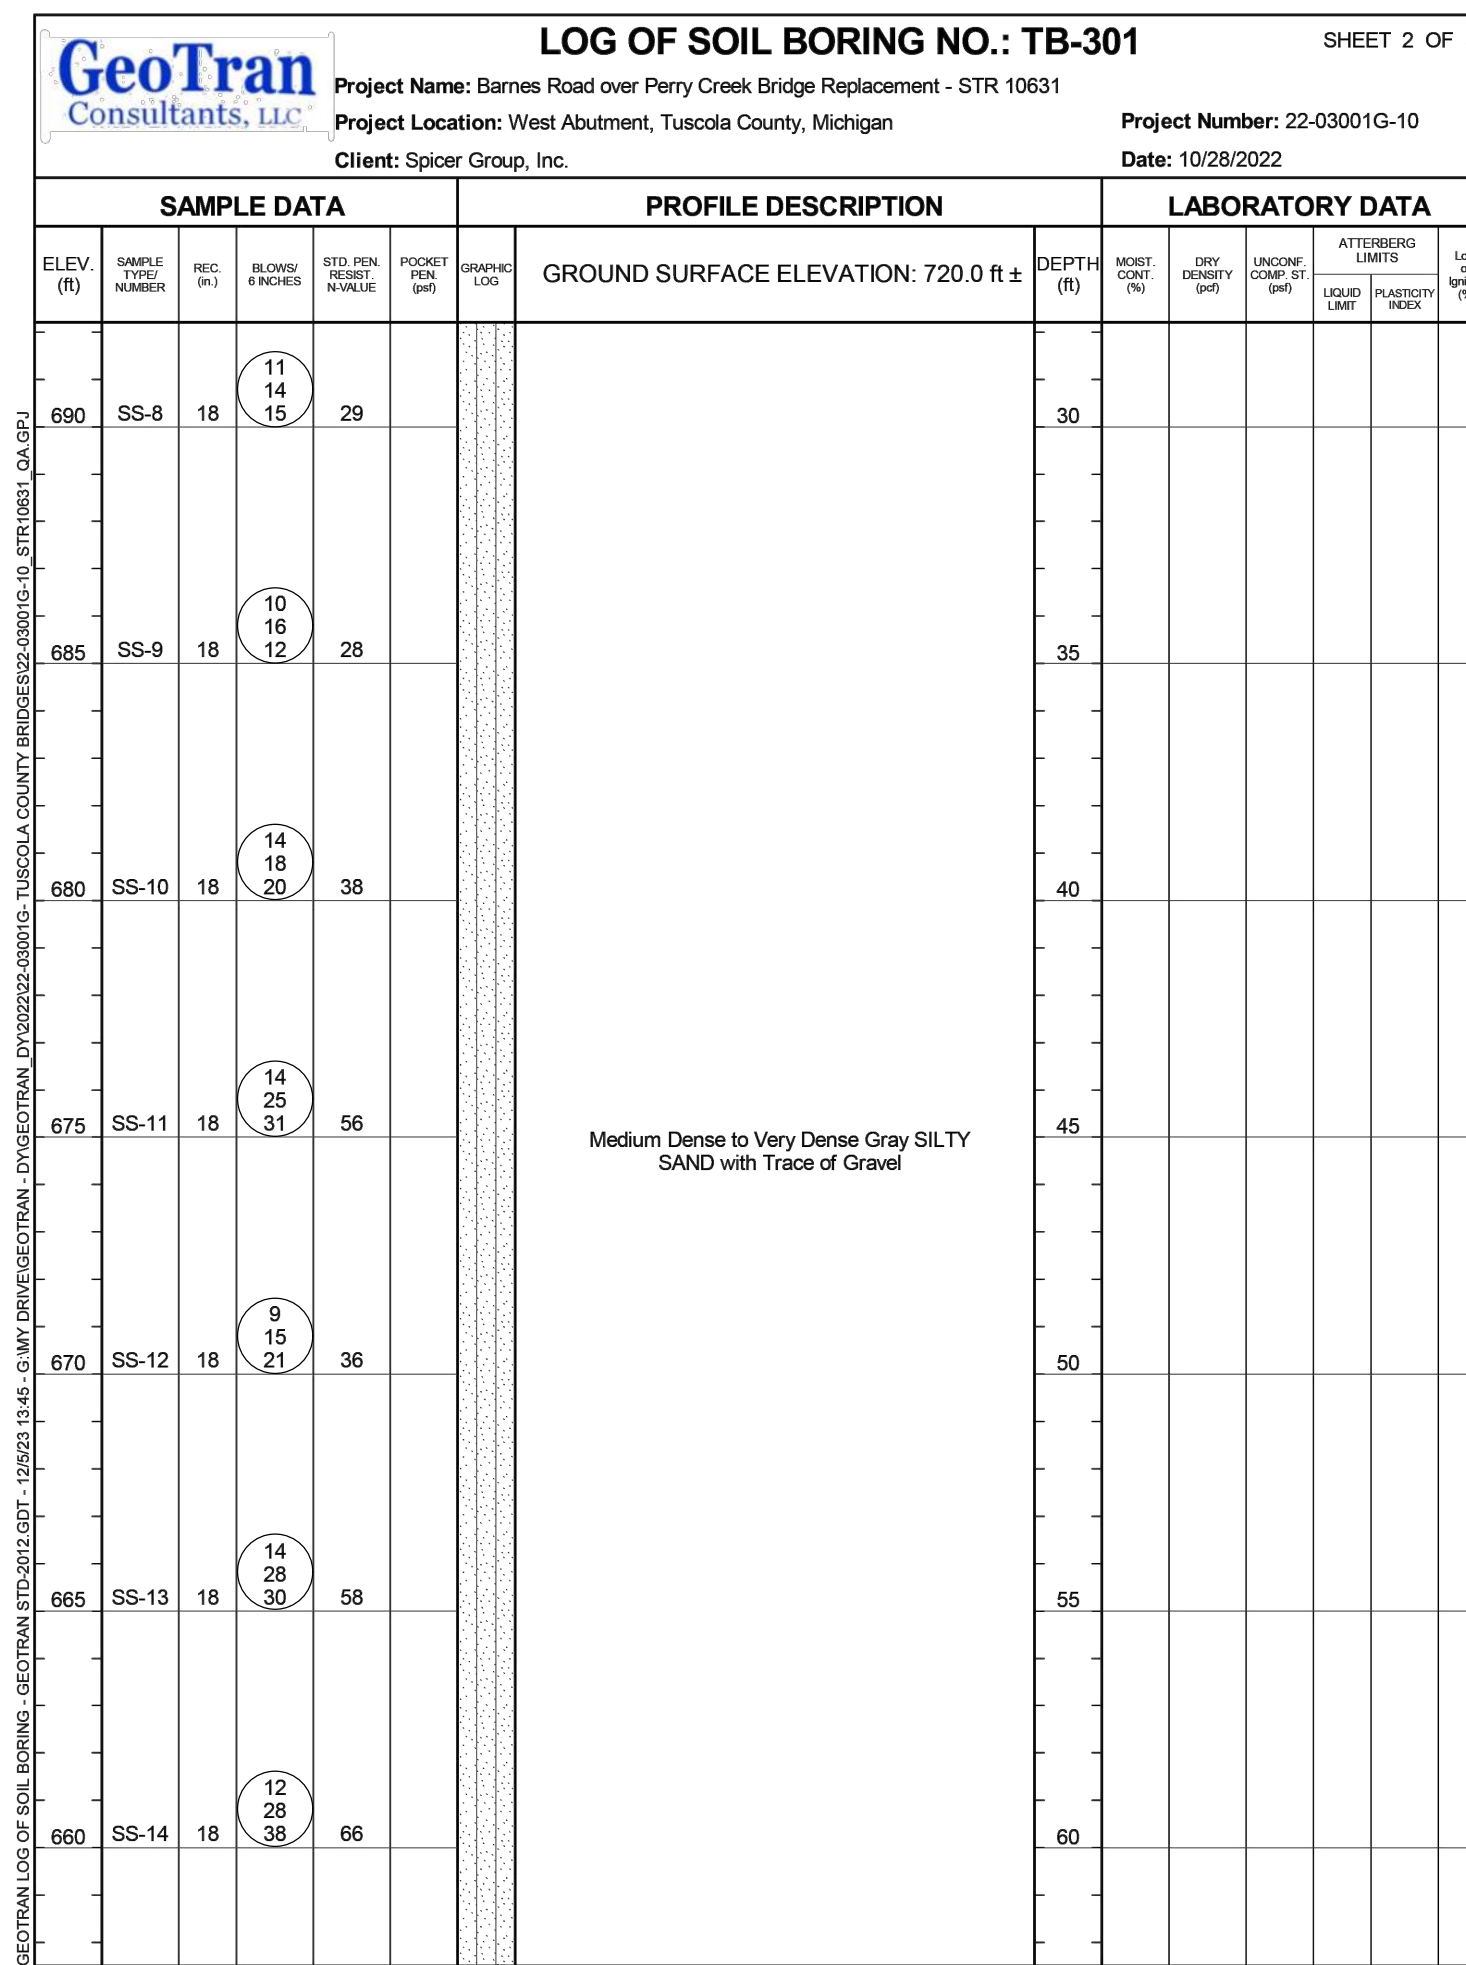 GeoTran
Consultants, LLC
LOG OF SOIL BORING NO.: TB-301
SHEET 2 OF
Project Name: Barnes Road over Perry Creek Bridge Replacement - STR 10631
Project Location: West Abutment, Tuscola County, Michigan
Project Number: 22-03001G-10
Client: Spicer Group, Inc.
Date: 10/28/2022
SAMPLE DATA
PROFILE DESCRIPTION
LABORATORY DATA
ELEV.
(ft)
SAMPLE
TYPE/
NUMBER
REC.
(in.)
BLOWS/
6 INCHES
STD. PEN.
RESIST.
N-VALUE
POCKET
PEN.
(psf)
GRAPHIC
LOG
GROUND SURFACE ELEVATION: 720.0 ft ±
DEPTH
(ft)
MOIST.
CONT.
(%)
DRY
DENSITY
(pcf)
UNCONF.
COMP. ST.
(psf)
ATTERBERG
LIMITS
LIQUID
LIMIT
PLASTICITY
INDEX
11
14
690 SS-8 18 15 29 30
10
16
685 SS-9 18 12 28 35
14
18
680 SS-10 18 20 38 40
14
25
675 SS-11 18 31 56 45
Medium Dense to Very Dense Gray SILTY
SAND with Trace of Gravel
9
15
670 SS-12 18 21 36 50
14
28
665 SS-13 18 30 58 55
12
28
660 SS-14 18 38 66 60
GEOTRAN LOG OF SOIL BORING - GEOTRAN STD-2012.GDT - 12/5/23 13:45 - G:\MY DRIVE\GEOTRAN - DY\GEOTRAN_DY\2022\22-03001G- TUSCOLA COUNTY BRIDGES\22-03001G-10_STR10631_QA.GPJ